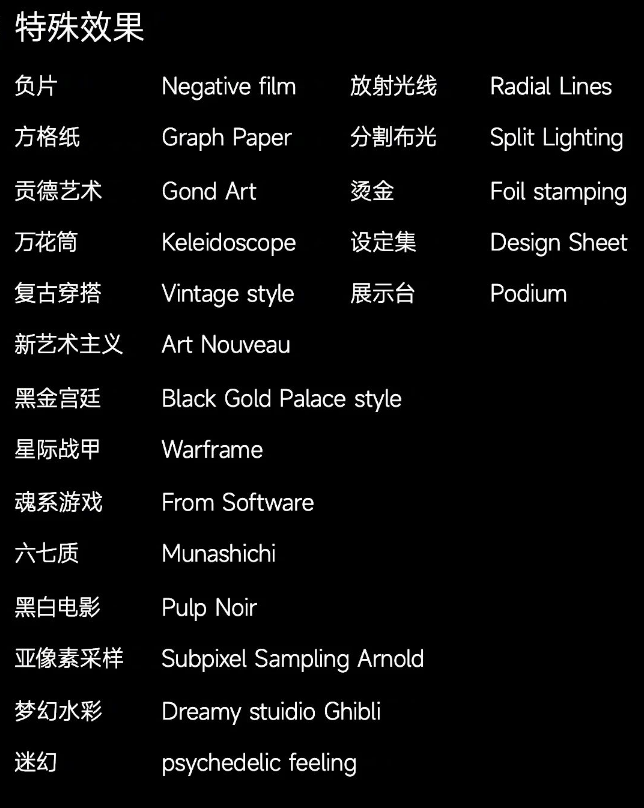 特殊效果
负片 Negative film 放射光线 Radial Lines
方格纸 Graph Paper 分割布光 Split Lighting
贡德艺术 Gond Art 烫金 Foil stamping
万花筒 Keleidoscope 设定集 Design Sheet
复古穿搭 Vintage style 展示台 Podium
新艺术主义 Art Nouveau
黑金宫廷 Black Gold Palace style
星际战甲 Warframe
魂系游戏 From Software
六七质 Munashichi
黑白电影 Pulp Noir
亚像素采样 Subpixel Sampling Arnold
梦幻水彩 Dreamy stuidio Ghibli
迷幻 psychedelic feeling